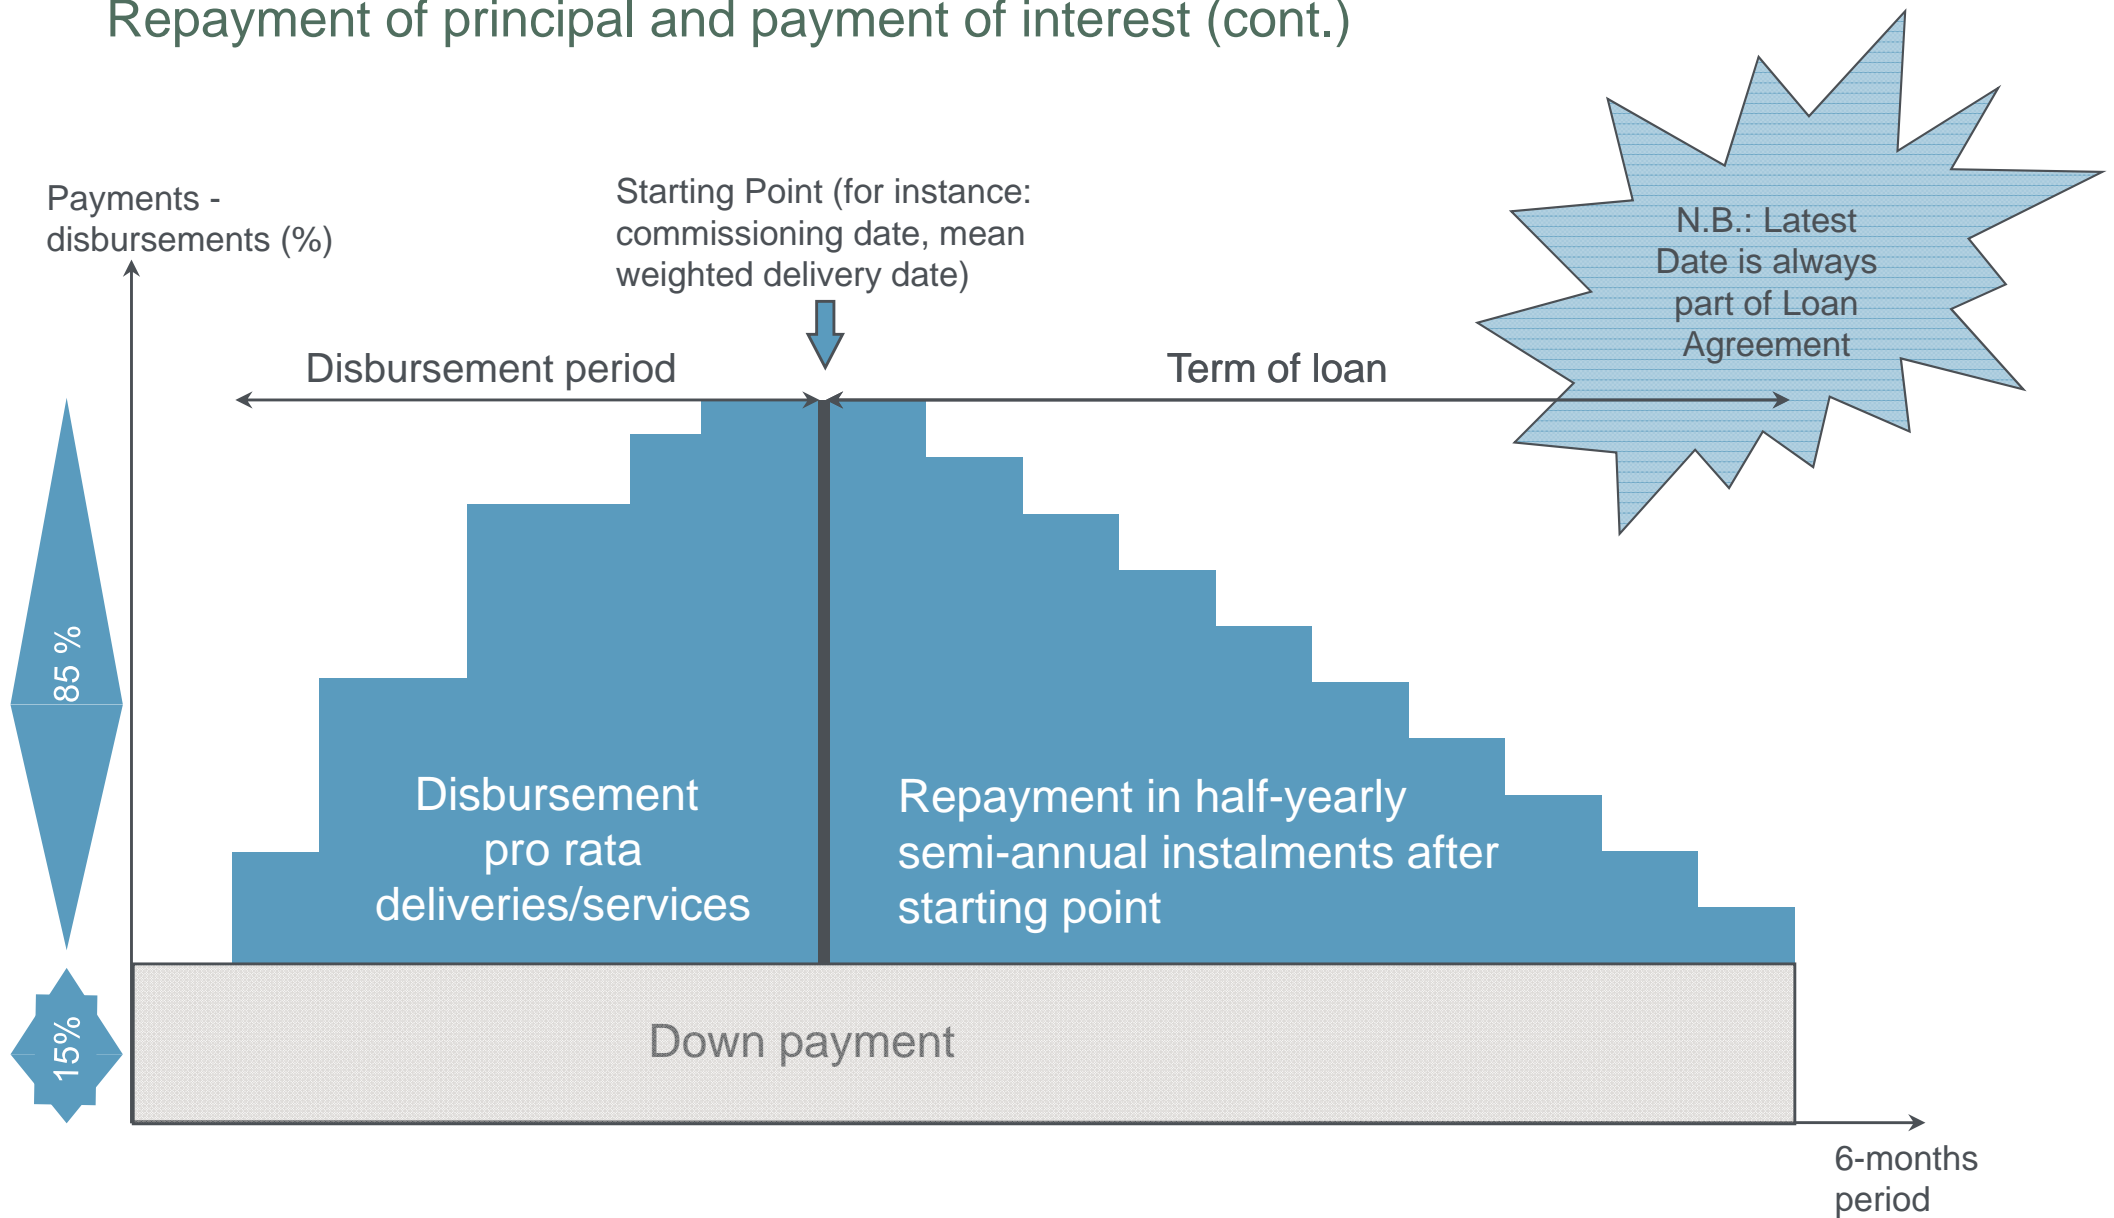 Repayment of principal and payment of interest (cont.)
Payments -
disbursements (%)
Starting Point (for instance:
commissioning date, mean
weighted delivery date)
N.B.: Latest
Date is always
part of Loan
Agreement
Disbursement period
Term of loan
85 %
Disbursement
pro rata
deliveries/services
Repayment in half-yearly
semi-annual instalments after
starting point
15%
Down payment
6-months
period